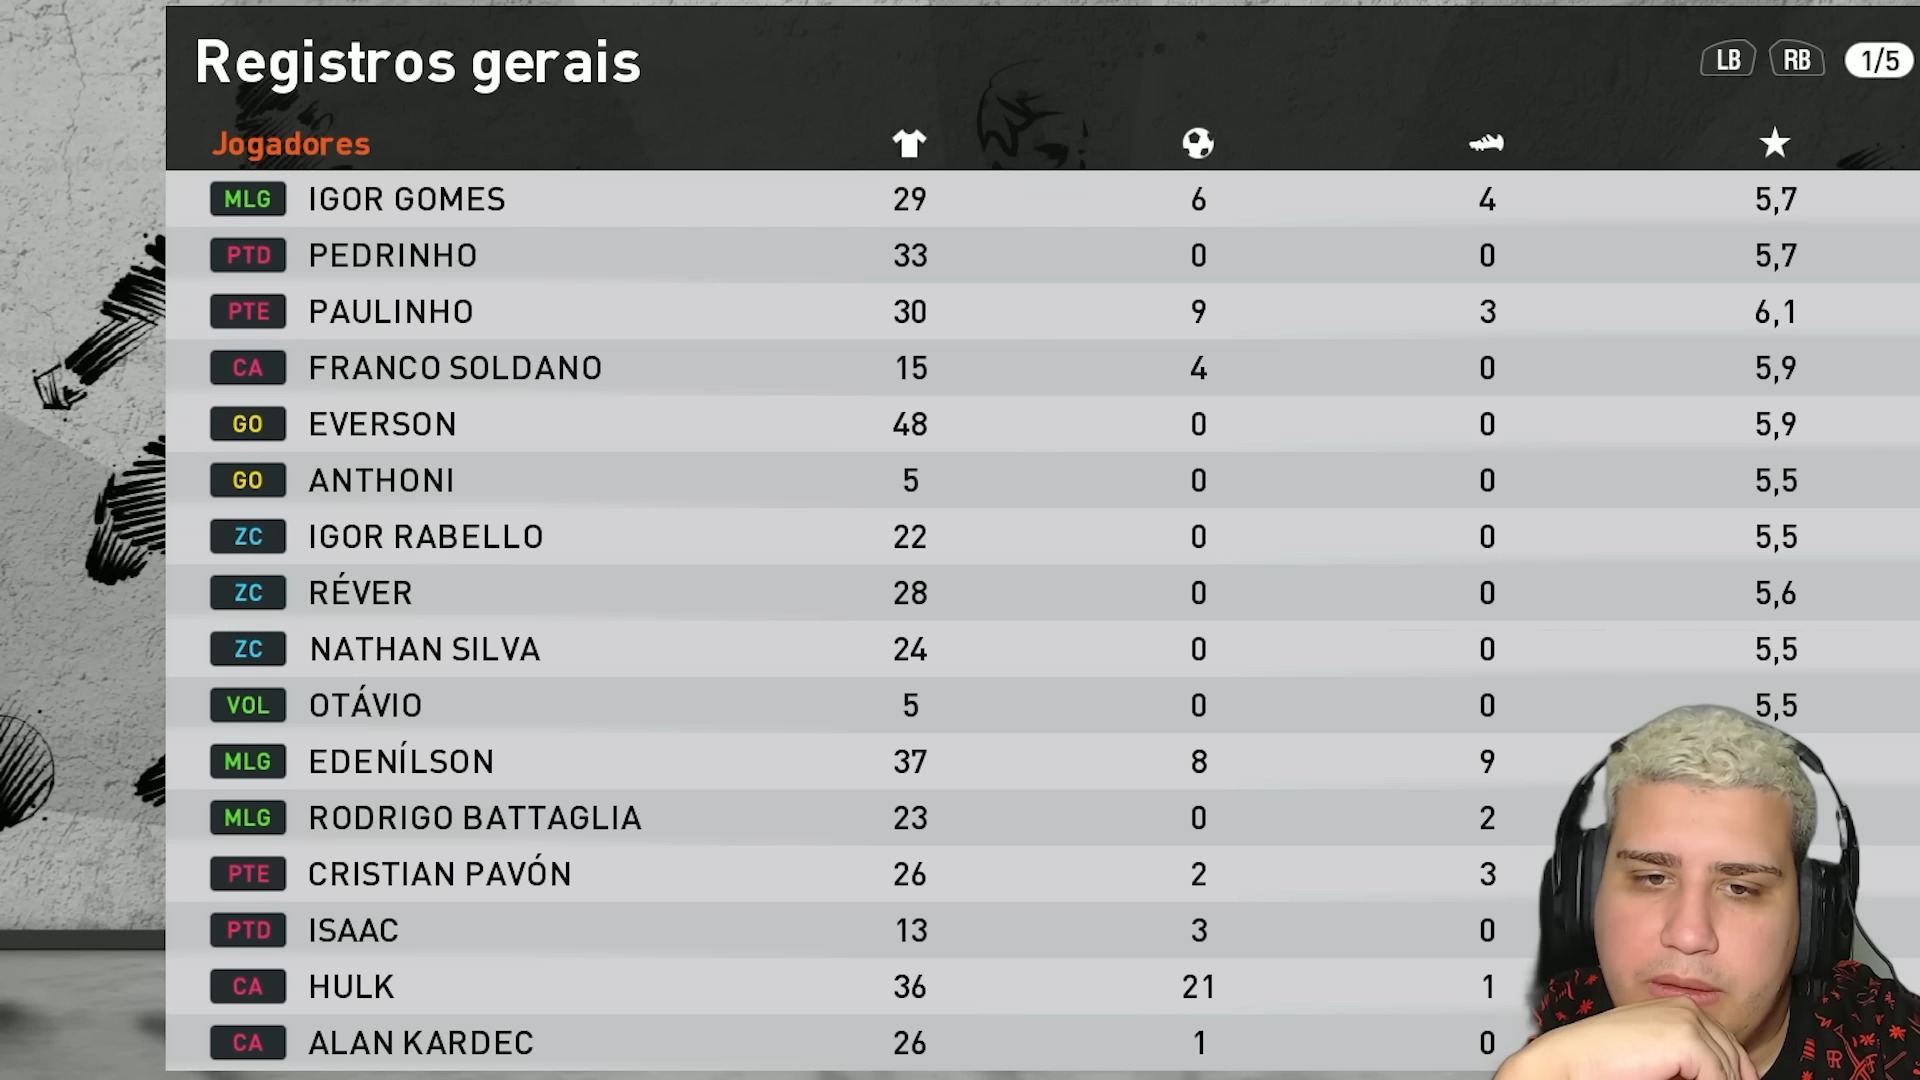 Registros gerais LB RB 1/5
Jogadores
MLG IGOR GOMES 29 6 4 5,7
PTD PEDRINHO 33 0 0 5,7
PTE PAULINHO 30 9 3 6,1
CA FRANCO SOLDANO 15 4 0 5,9
GO EVERSON 48 0 0 5,9
GO ANTHONI 5 0 0 5,5
ZC IGOR RABELLO 22 0 0 5,5
ZC RÉVER 28 0 0 5,6
ZC NATHAN SILVA 24 0 0 5,5
VOL OTÁVIO 5 0 0 5,5
MLG EDENÍLSON 37 8 9
MLG RODRIGO BATTAGLIA 23 0 2
PTE CRISTIAN PAVÓN 26 2 3
PTD ISAAC 13 3 0
CA HULK 36 21 1
CA ALAN KARDEC 26 1 0